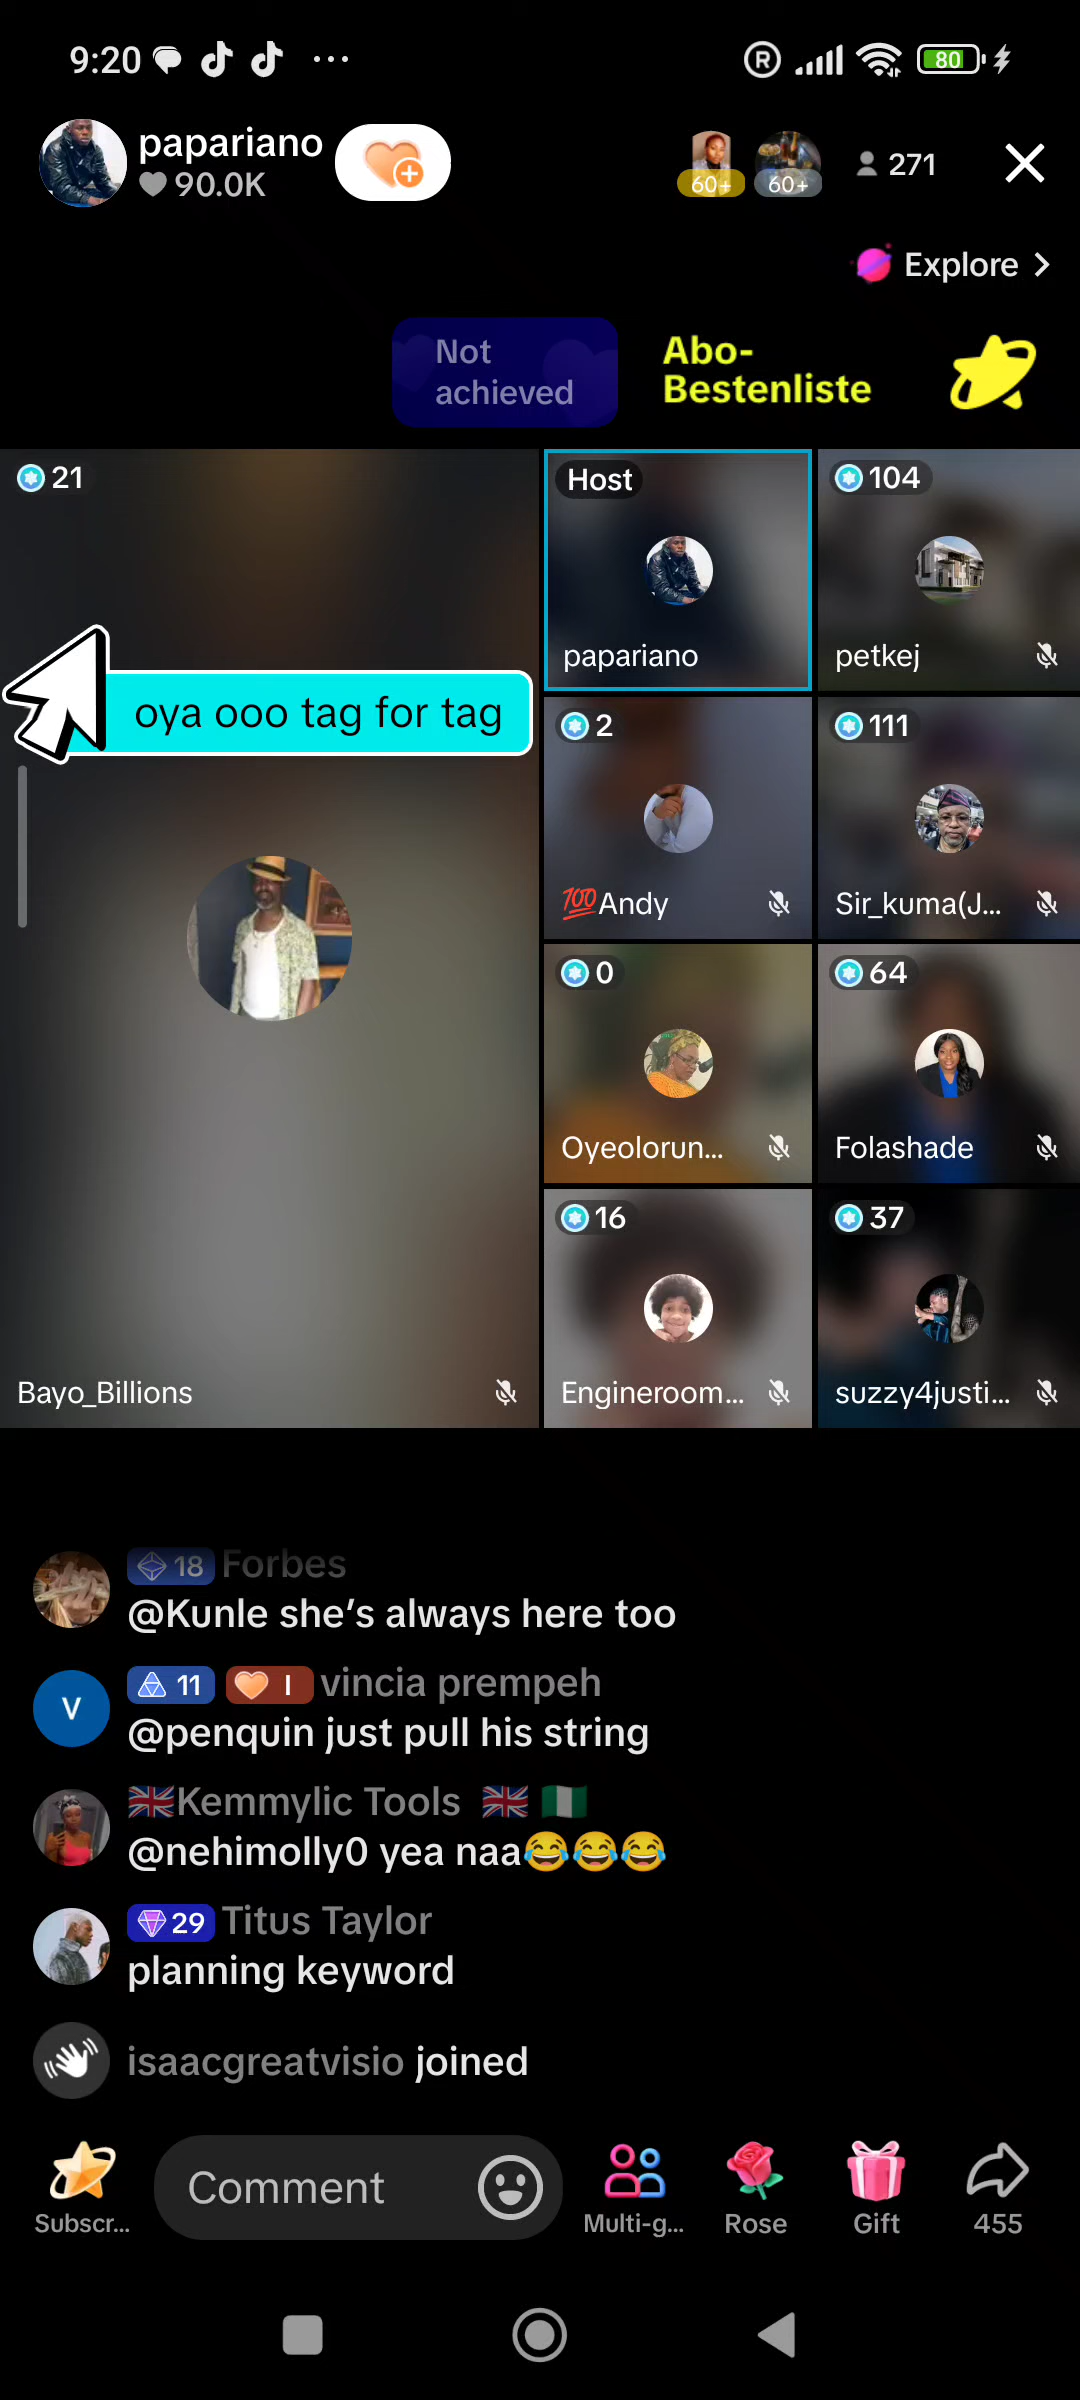 9:20
80
papariano
90.0K
60+
60+
271
Explore
Not
achieved
Abo-
Bestenliste
21
oya ooo tag for tag
Bayo_Billions
Host
papariano
104
petkej
2
💯Andy
111
Sir_kuma(J...
0
Oyeolorun...
64
Folashade
16
Engineroom...
37
suzzy4justi...
18 Forbes
@Kunle she’s always here too
V
11 I vincia prempeh
@penquin just pull his string
🇬🇧Kemmylic Tools 🇬🇧 🇳🇬
@nehimolly0 yea naa😂😂😂
29 Titus Taylor
planning keyword
isaacgreatvisio joined
Subscr...
Comment
Multi-g...
Rose
Gift
455